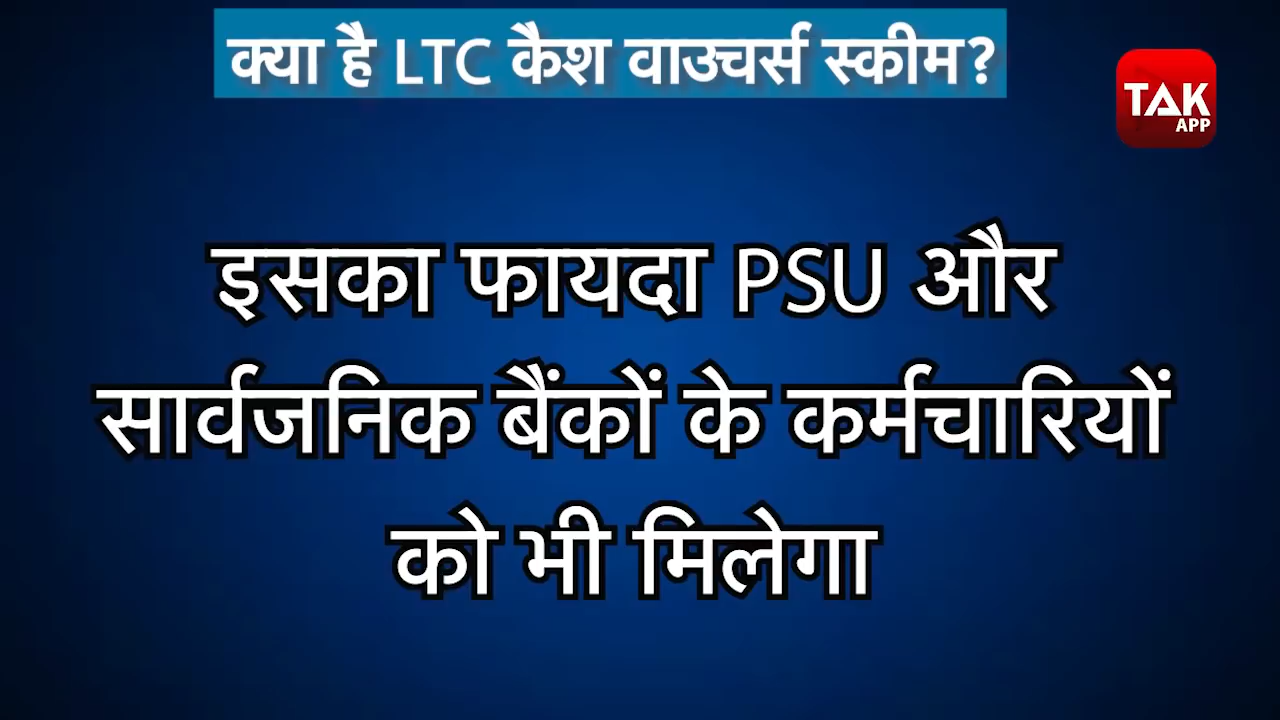 क्या है LTC कैश वाउचर्स स्कीम?
TAK
APP
इसका फायदा PSU और
सार्वजनिक बैंकों के कर्मचारियों
को भी मिलेगा